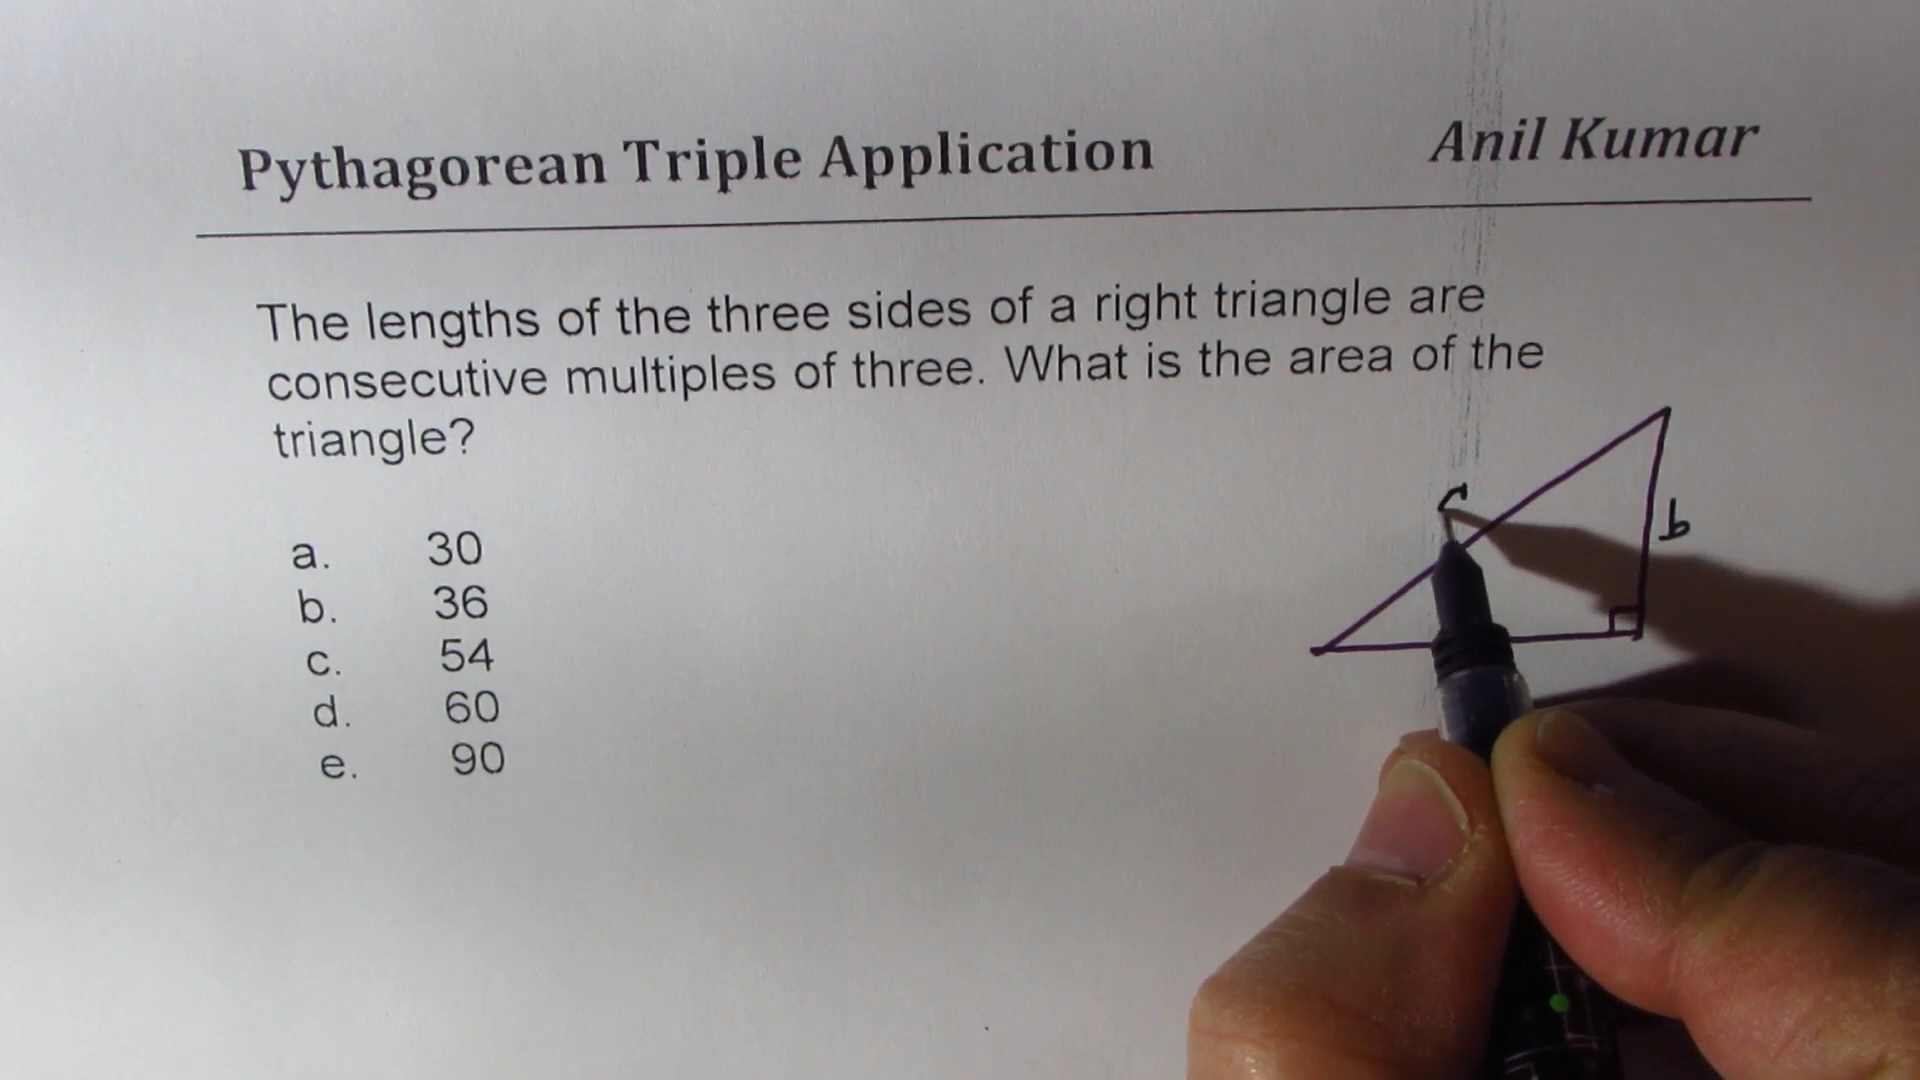 Pythagorean Triple Application
Anil Kumar
The lengths of the three sides of a right triangle are
consecutive multiples of three. What is the area of the
triangle?
a. 30
b. 36
c. 54
d. 60
e. 90
b